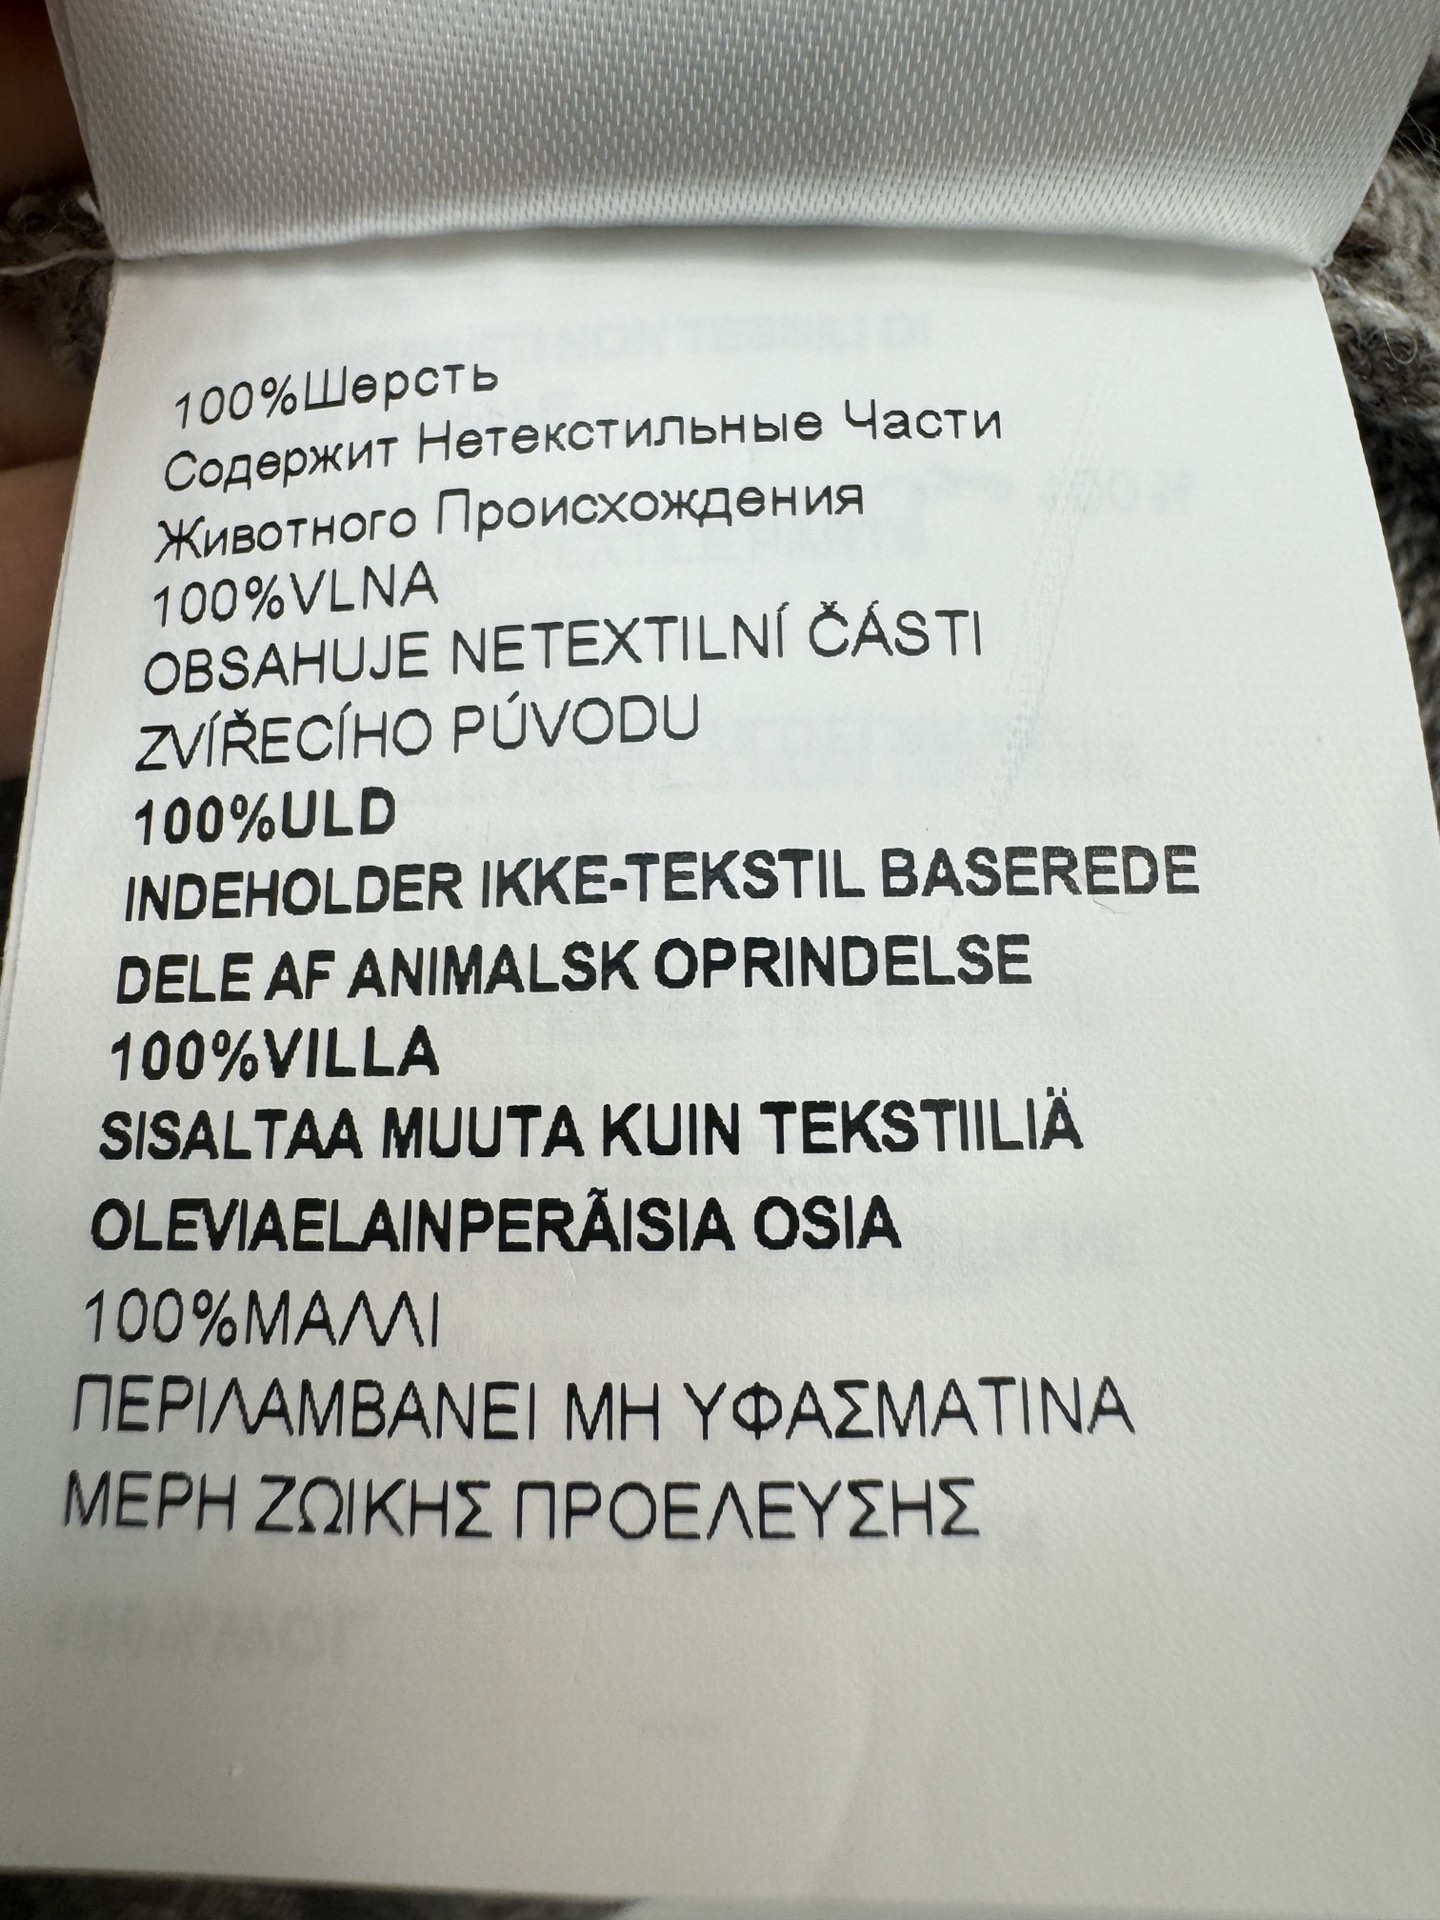 100%Шерсть
Содержит Нетекстильные Части
Животного Происхождения
100%VLNA
OBSAHUJE NETEXTILNÍ ČÁSTI
ZVÍŘECÍHO PÚVODU
100%ULD
INDEHOLDER IKKE-TEKSTIL BASEREDE
DELE AF ANIMALSK OPRINDELSE
100%VILLA
SISALTAA MUUTA KUIN TEKSTIILIÄ
OLEVIAELAINPERÃISIA OSIA
100%ΜΑΛΛΙ
ΠΕΡΙΛΑΜΒΑΝΕΙ ΜΗ ΥΦΑΣΜΑΤΙΝΑ
ΜΕΡΗ ΖΩΙΚΗΣ ΠΡΟΕΛΕΥΣΗΣ